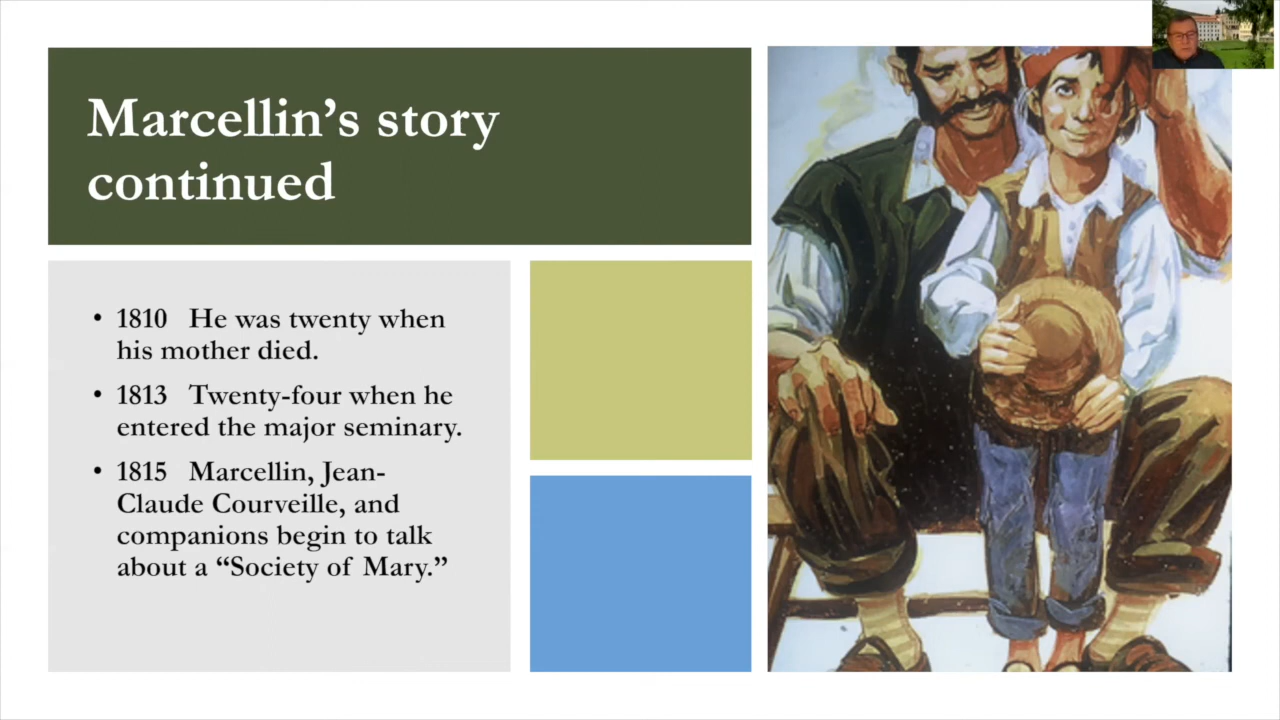 Marcellin’s story
continued
• 1810 He was twenty when
his mother died.
• 1813 Twenty-four when he
entered the major seminary.
• 1815 Marcellin, Jean-
Claude Courveille, and
companions begin to talk
about a “Society of Mary.”